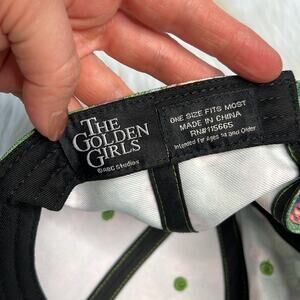 THE
GOLDEN
GIRLS
©ABC Studios
ONE SIZE FITS MOST
MADE IN CHINA
RN#115665
Intended For Ages 14 and Older